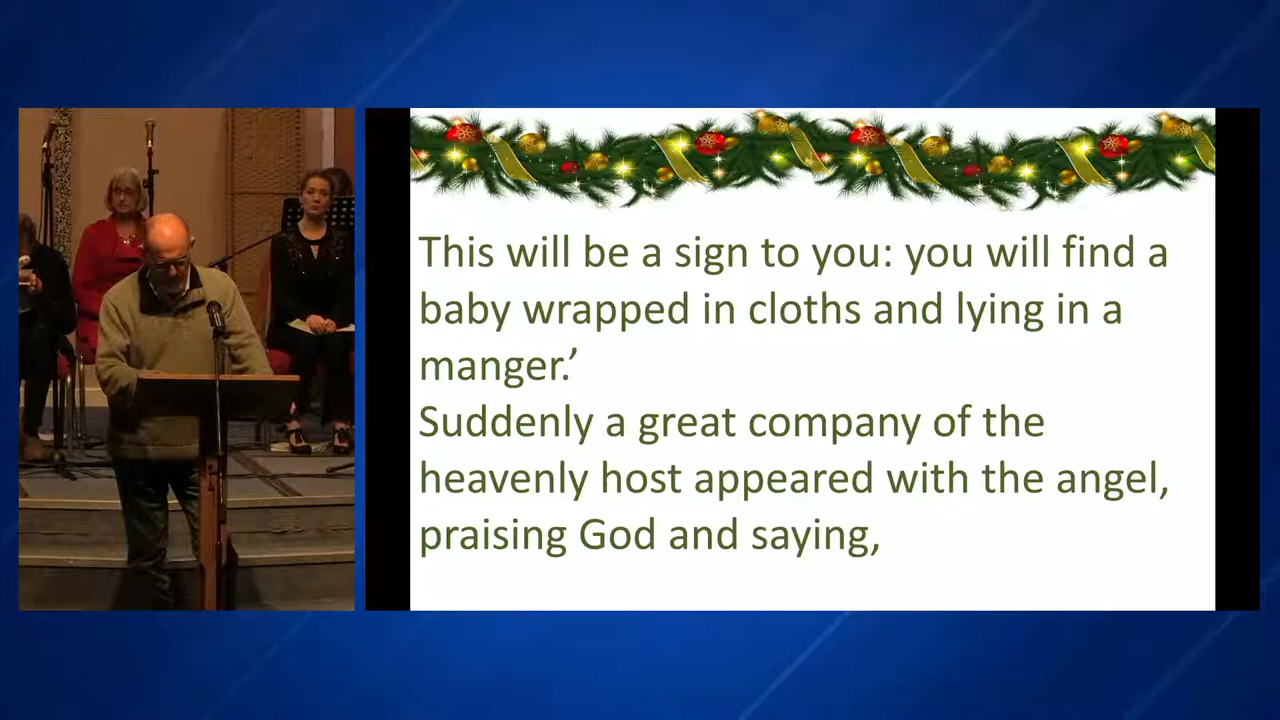 This will be a sign to you: you will find a
baby wrapped in cloths and lying in a
manger.’
Suddenly a great company of the
heavenly host appeared with the angel,
praising God and saying,